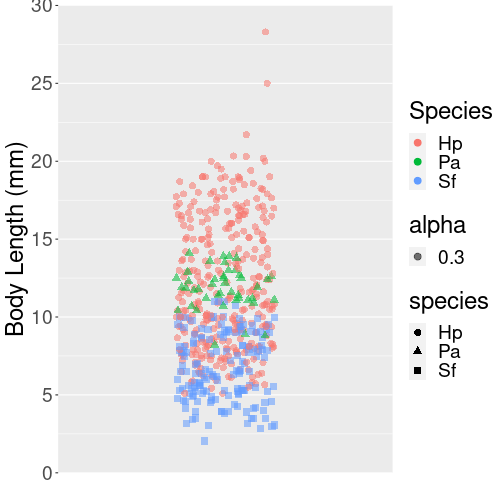 30
25
20
15
10
5
0
Body Length (mm)
Species
Hp
Pa
Sf
alpha
0.3
species
Hp
Pa
Sf